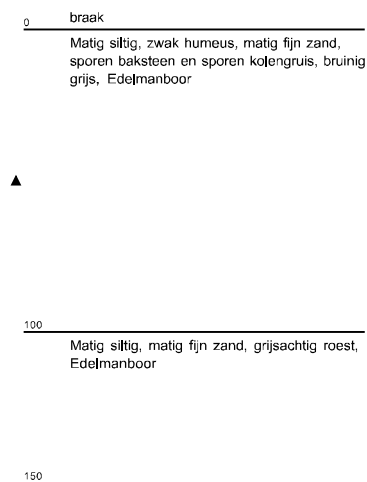 0 braak
Matig siltig, zwak humeus, matig fijn zand,
sporen baksteen en sporen kolengruis, bruinig
grijs, Edelmanboor
100
Matig siltig, matig fijn zand, grijsachtig roest,
Edelmanboor
150